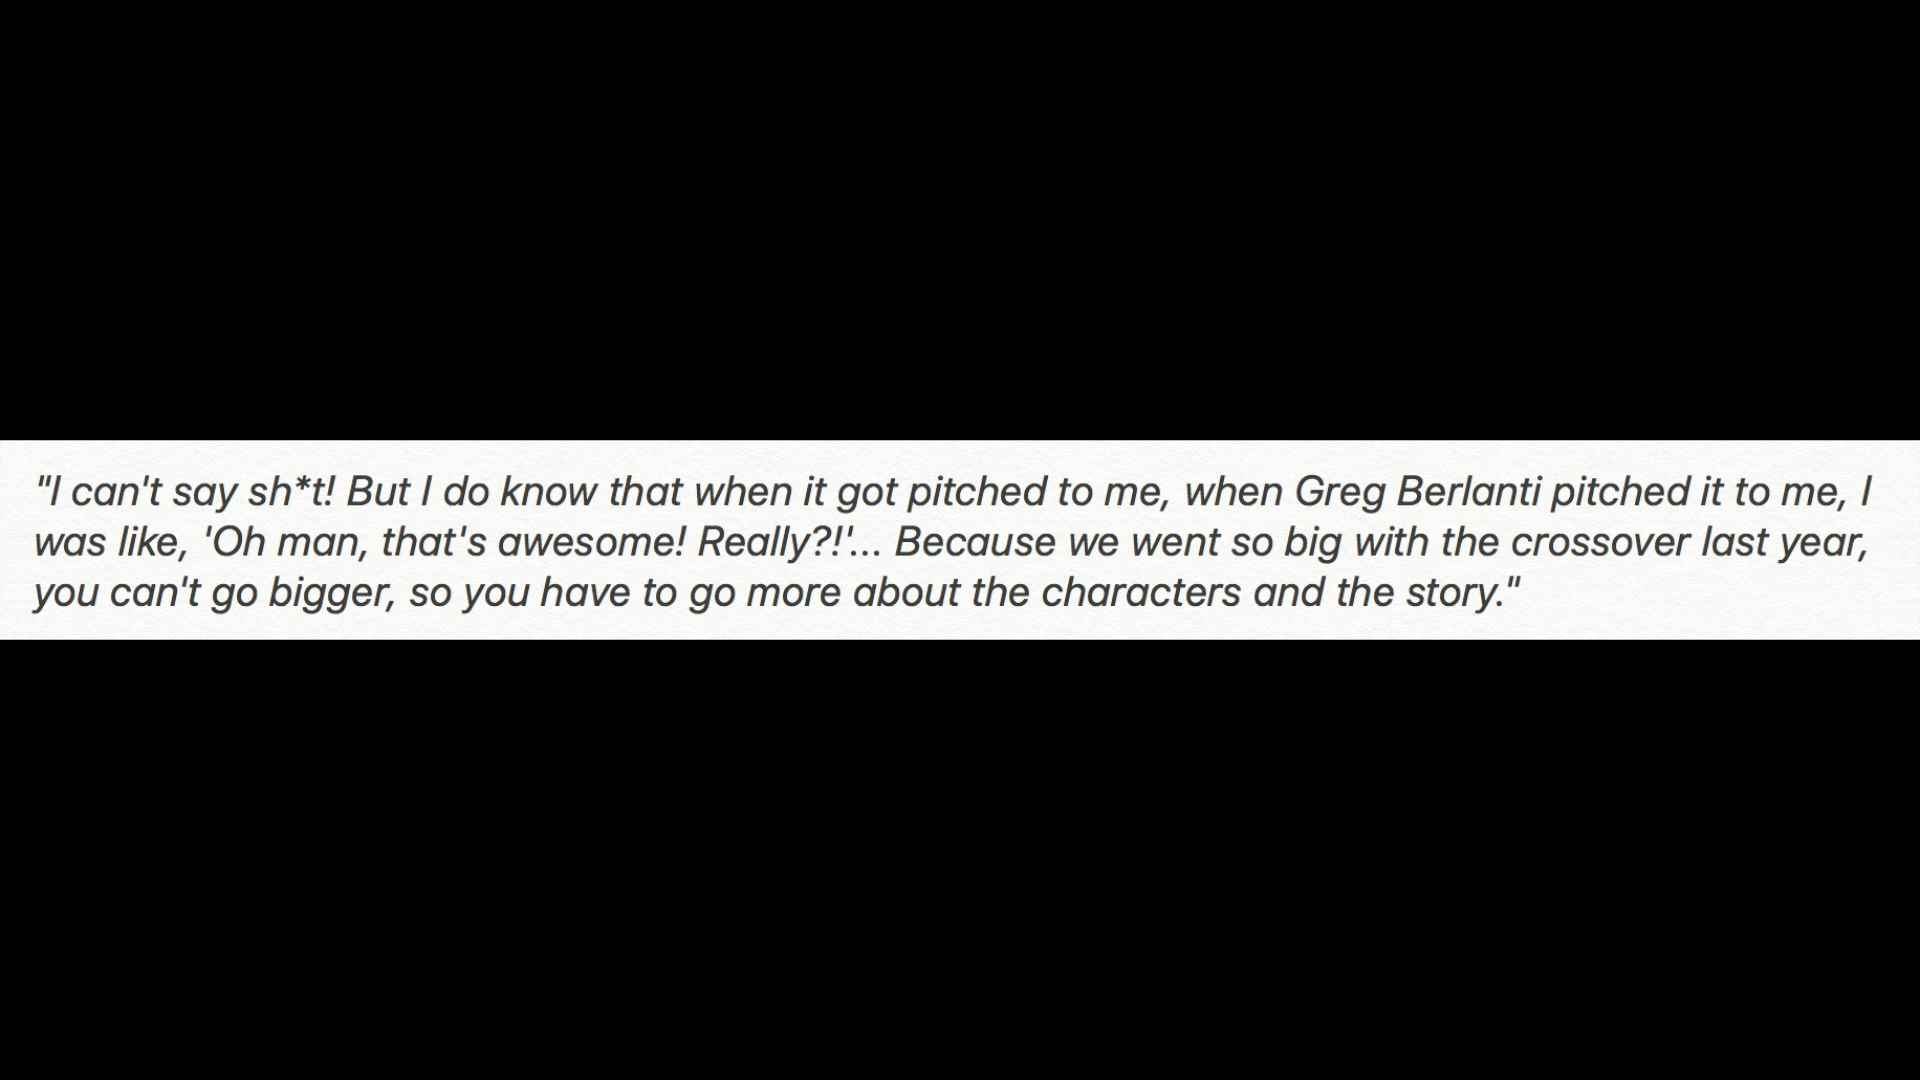 "I can't say sh*t! But I do know that when it got pitched to me, when Greg Berlanti pitched it to me, I
was like, 'Oh man, that's awesome! Really?!'... Because we went so big with the crossover last year,
you can't go bigger, so you have to go more about the characters and the story."